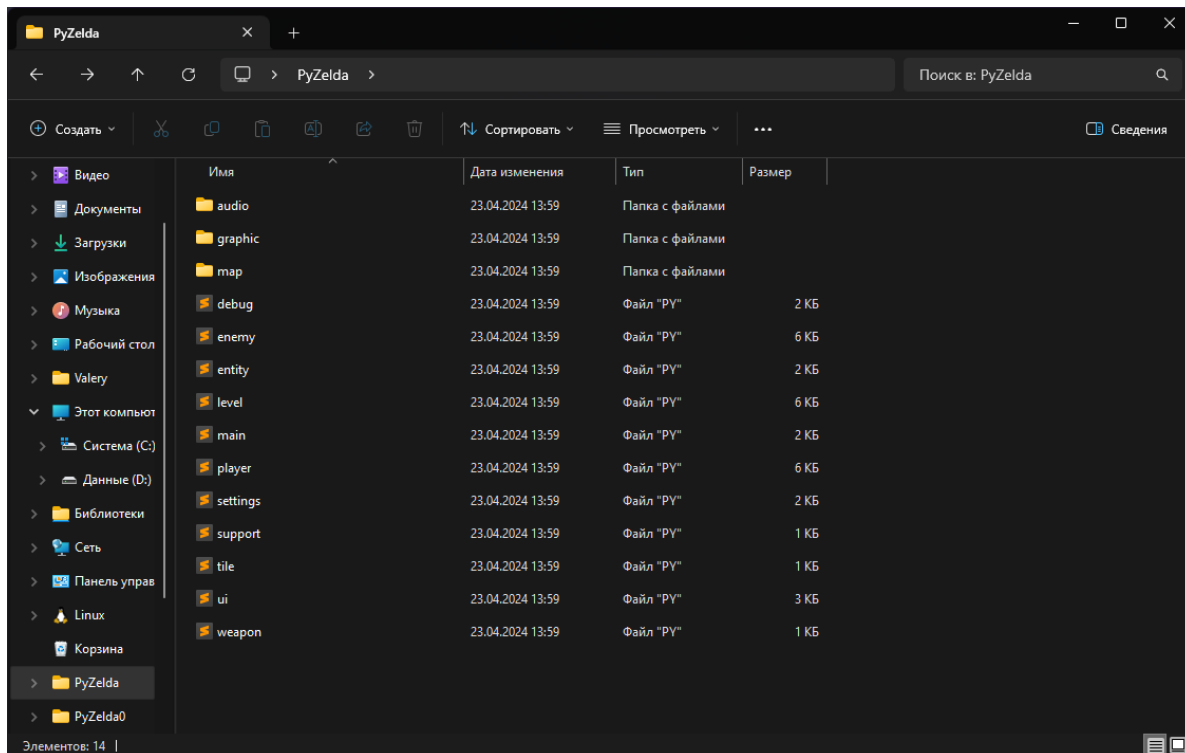 PyZelda
PyZelda
Поиск в: PyZelda
Создать
Сортировать
Просмотреть
Сведения
Видео
Документы
Загрузки
Изображения
Музыка
Рабочий стол
Valery
Этот компьют
Система (C:)
Данные (D:)
Библиотеки
Сеть
Панель управ
Linux
Корзина
PyZelda
PyZelda0
Имя Дата изменения Тип Размер
audio 23.04.2024 13:59 Папка с файлами
graphic 23.04.2024 13:59 Папка с файлами
map 23.04.2024 13:59 Папка с файлами
debug 23.04.2024 13:59 Файл "PY" 2 КБ
enemy 23.04.2024 13:59 Файл "PY" 6 КБ
entity 23.04.2024 13:59 Файл "PY" 2 КБ
level 23.04.2024 13:59 Файл "PY" 6 КБ
main 23.04.2024 13:59 Файл "PY" 2 КБ
player 23.04.2024 13:59 Файл "PY" 6 КБ
settings 23.04.2024 13:59 Файл "PY" 2 КБ
support 23.04.2024 13:59 Файл "PY" 1 КБ
tile 23.04.2024 13:59 Файл "PY" 1 КБ
ui 23.04.2024 13:59 Файл "PY" 3 КБ
weapon 23.04.2024 13:59 Файл "PY" 1 КБ
Элементов: 14